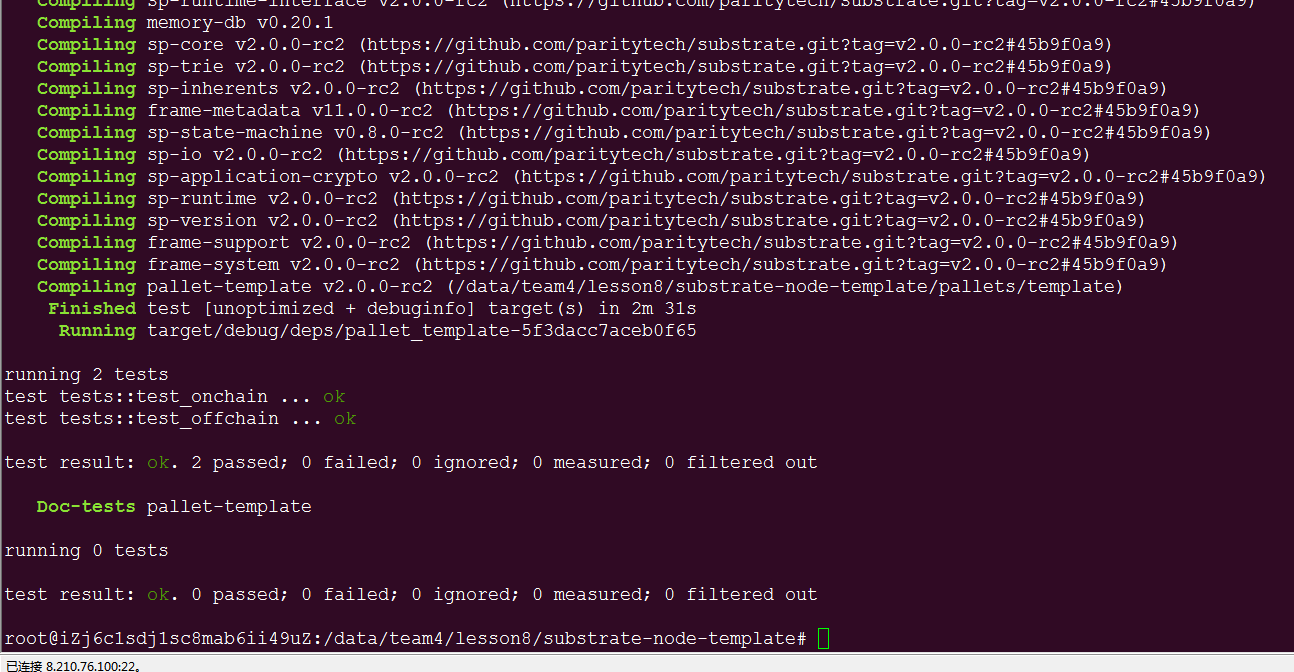 Compiling sp-runtime-interface v2.0.0-rc2 (https://github.com/paritytech/substrate.git?tag=v2.0.0-rc2#45b9f0a9)
Compiling memory-db v0.20.1
Compiling sp-core v2.0.0-rc2 (https://github.com/paritytech/substrate.git?tag=v2.0.0-rc2#45b9f0a9)
Compiling sp-trie v2.0.0-rc2 (https://github.com/paritytech/substrate.git?tag=v2.0.0-rc2#45b9f0a9)
Compiling sp-inherents v2.0.0-rc2 (https://github.com/paritytech/substrate.git?tag=v2.0.0-rc2#45b9f0a9)
Compiling frame-metadata v11.0.0-rc2 (https://github.com/paritytech/substrate.git?tag=v2.0.0-rc2#45b9f0a9)
Compiling sp-state-machine v0.8.0-rc2 (https://github.com/paritytech/substrate.git?tag=v2.0.0-rc2#45b9f0a9)
Compiling sp-io v2.0.0-rc2 (https://github.com/paritytech/substrate.git?tag=v2.0.0-rc2#45b9f0a9)
Compiling sp-application-crypto v2.0.0-rc2 (https://github.com/paritytech/substrate.git?tag=v2.0.0-rc2#45b9f0a9)
Compiling sp-runtime v2.0.0-rc2 (https://github.com/paritytech/substrate.git?tag=v2.0.0-rc2#45b9f0a9)
Compiling sp-version v2.0.0-rc2 (https://github.com/paritytech/substrate.git?tag=v2.0.0-rc2#45b9f0a9)
Compiling frame-support v2.0.0-rc2 (https://github.com/paritytech/substrate.git?tag=v2.0.0-rc2#45b9f0a9)
Compiling frame-system v2.0.0-rc2 (https://github.com/paritytech/substrate.git?tag=v2.0.0-rc2#45b9f0a9)
Compiling pallet-template v2.0.0-rc2 (/data/team4/lesson8/substrate-node-template/pallets/template)
Finished test [unoptimized + debuginfo] target(s) in 2m 31s
Running target/debug/deps/pallet_template-5f3dacc7aceb0f65
running 2 tests
test tests::test_onchain ... ok
test tests::test_offchain ... ok
test result: ok. 2 passed; 0 failed; 0 ignored; 0 measured; 0 filtered out
Doc-tests pallet-template
running 0 tests
test result: ok. 0 passed; 0 failed; 0 ignored; 0 measured; 0 filtered out
root@iZj6c1sdj1sc8mab6ii49uZ:/data/team4/lesson8/substrate-node-template#
已连接 8.210.76.100:22。